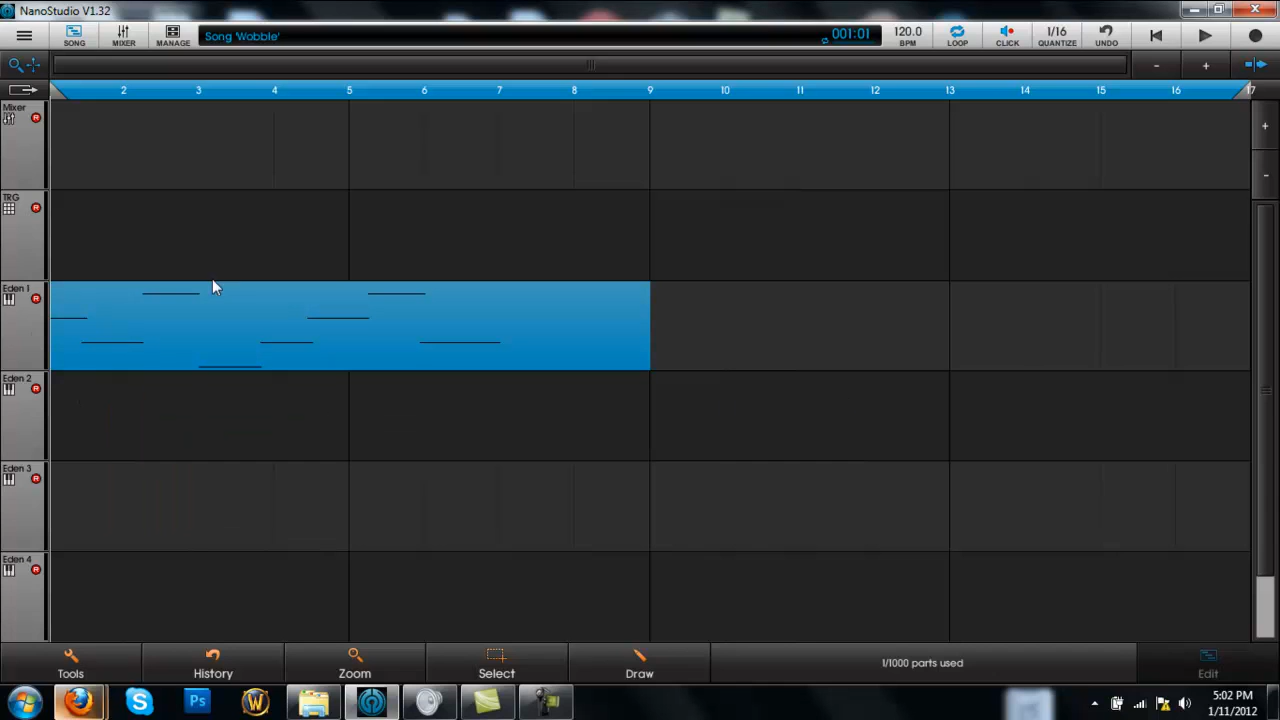 NanoStudio V1.32
SONG MIXER MANAGE Song 'Wobble' 001:01 120.0 BPM LOOP CLICK 1/16 QUANTIZE UNDO
- +
2 3 4 5 6 7 8 9 10 11 12 13 14 15 16 17
Mixer
R
+
-
TRG
R
Eden 1
R
Eden 2
R
Eden 3
R
Eden 4
R
Tools History Zoom Select Draw 1/1000 parts used Edit
Ps W
5:02 PM
1/11/2012